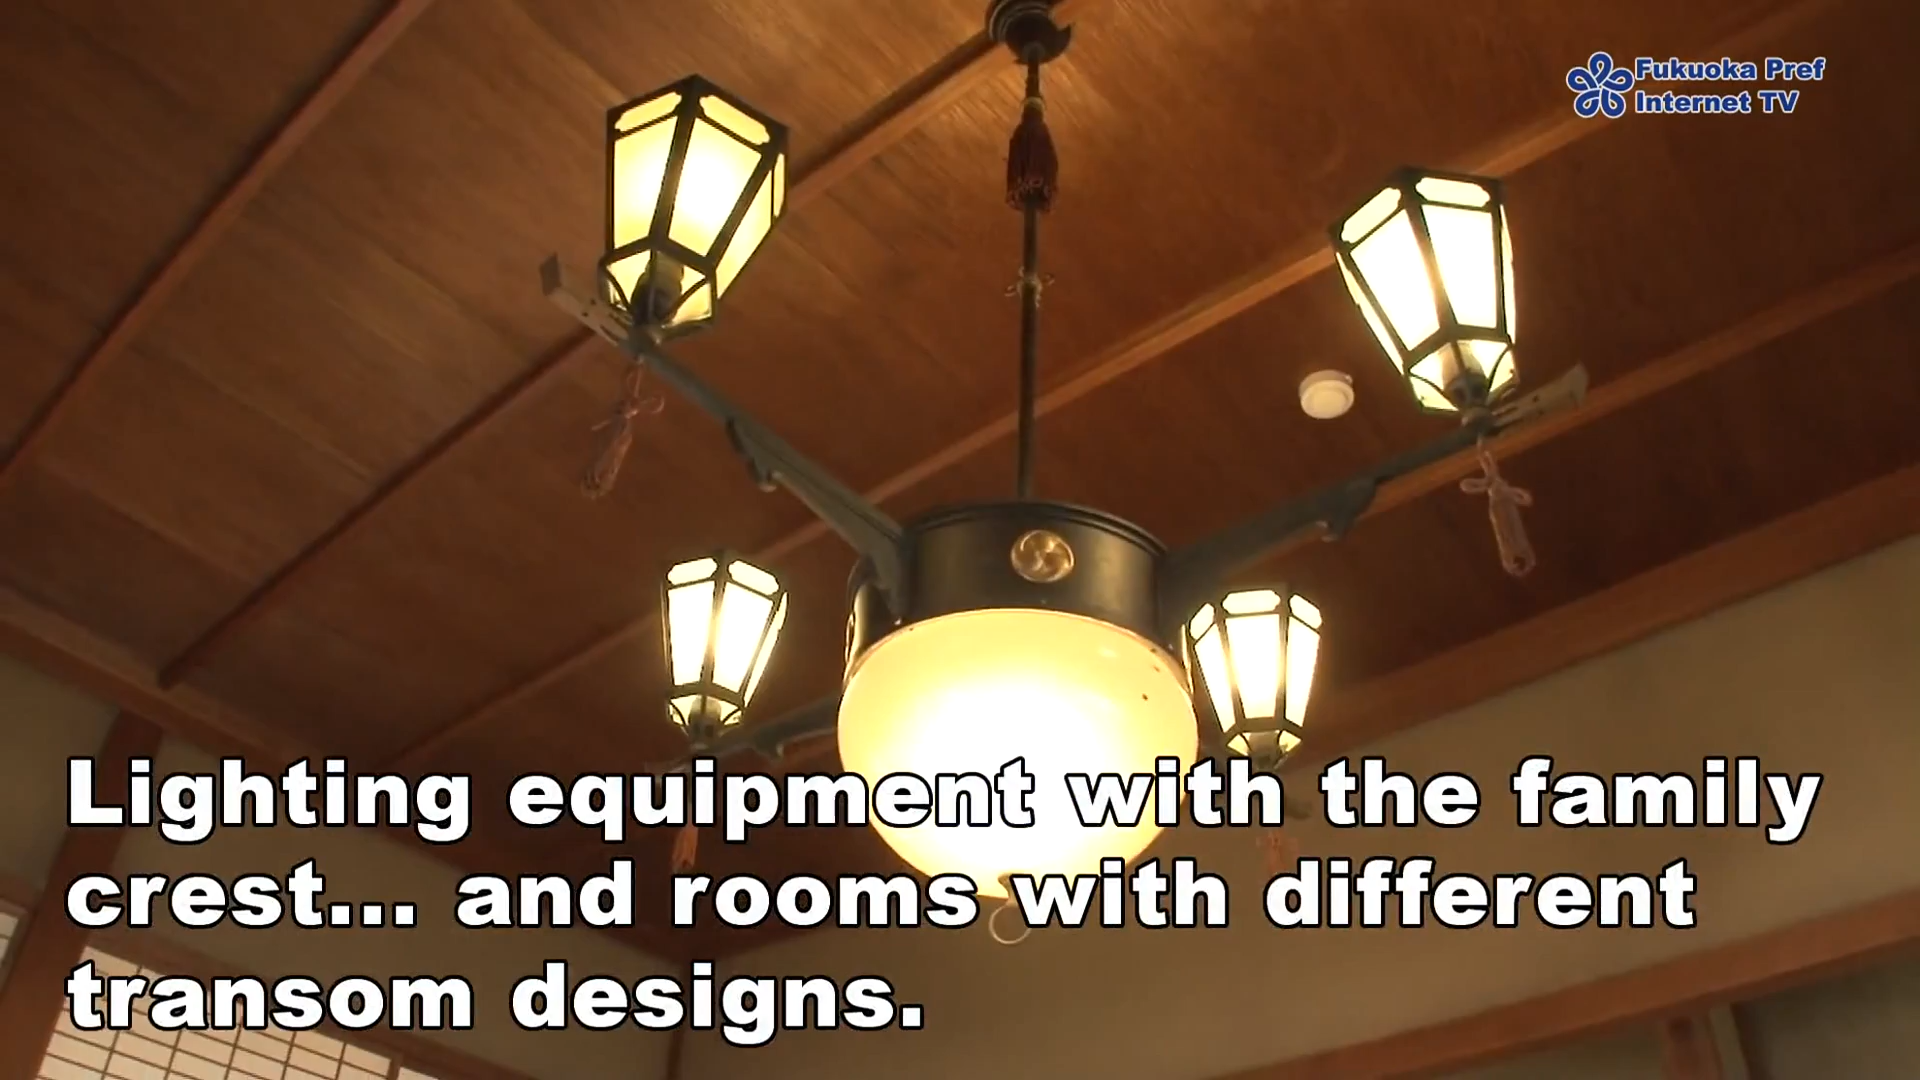 Fukuoka Pref
Internet TV
Lighting equipment with the family
crest... and rooms with different
transom designs.